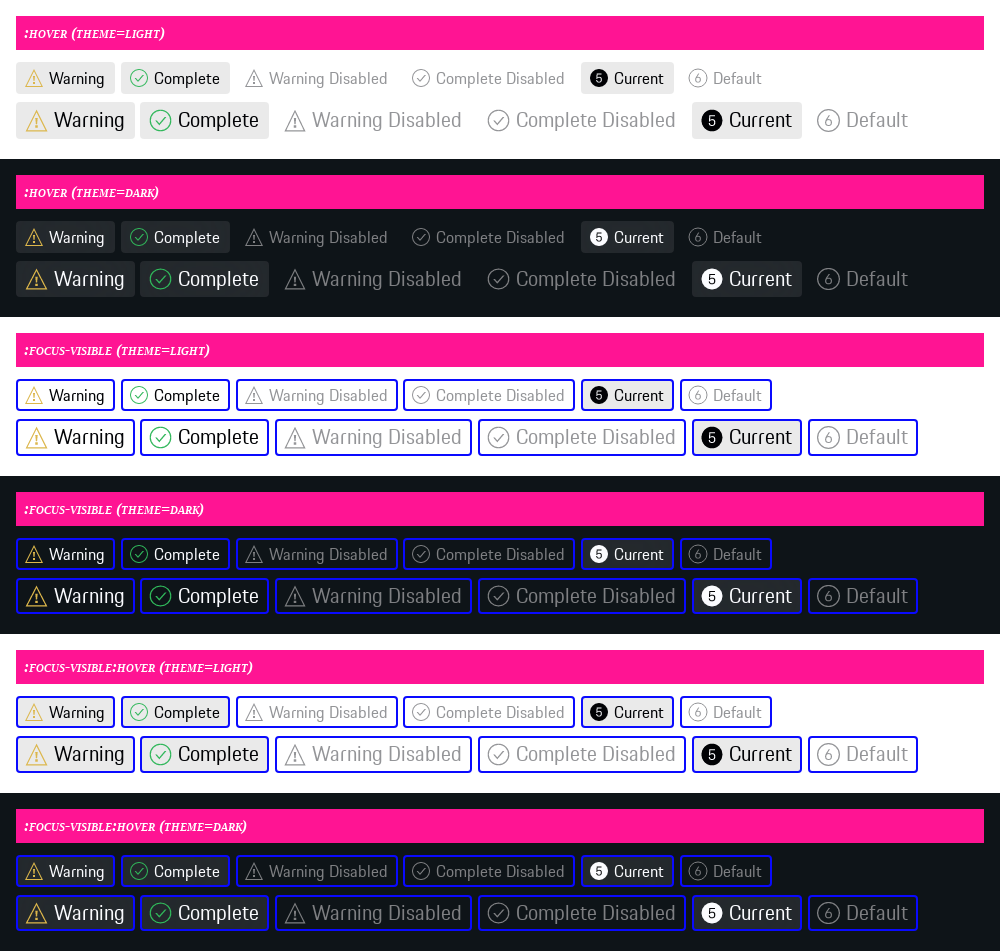 :HOVER (THEME=LIGHT)
Warning Complete Warning Disabled Complete Disabled 5 Current 6 Default
Warning Complete Warning Disabled Complete Disabled 5 Current 6 Default
:HOVER (THEME=DARK)
Warning Complete Warning Disabled Complete Disabled 5 Current 6 Default
Warning Complete Warning Disabled Complete Disabled 5 Current 6 Default
:FOCUS-VISIBLE (THEME=LIGHT)
Warning Complete Warning Disabled Complete Disabled 5 Current 6 Default
Warning Complete Warning Disabled Complete Disabled 5 Current 6 Default
:FOCUS-VISIBLE (THEME=DARK)
Warning Complete Warning Disabled Complete Disabled 5 Current 6 Default
Warning Complete Warning Disabled Complete Disabled 5 Current 6 Default
:FOCUS-VISIBLE:HOVER (THEME=LIGHT)
Warning Complete Warning Disabled Complete Disabled 5 Current 6 Default
Warning Complete Warning Disabled Complete Disabled 5 Current 6 Default
:FOCUS-VISIBLE:HOVER (THEME=DARK)
Warning Complete Warning Disabled Complete Disabled 5 Current 6 Default
Warning Complete Warning Disabled Complete Disabled 5 Current 6 Default